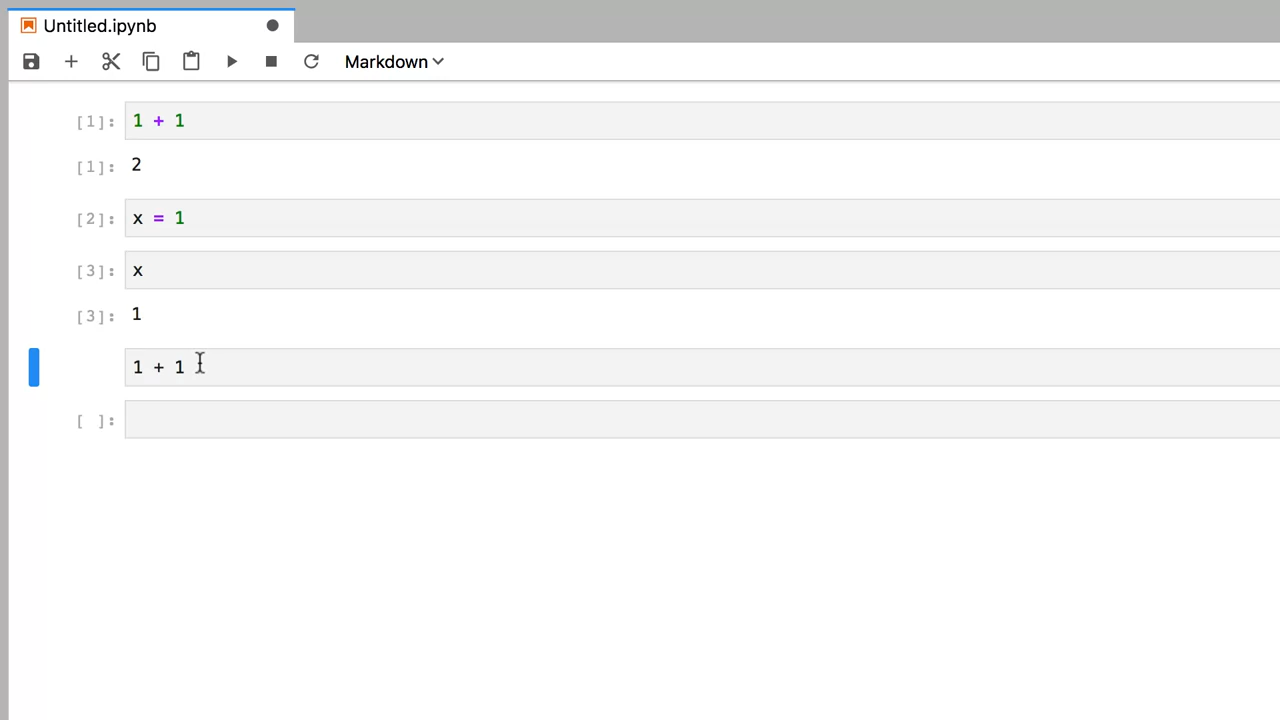 Untitled.ipynb
Markdown
[1]: 1 + 1
[1]: 2
[2]: x = 1
[3]: x
[3]: 1
1 + 1
[ ]: